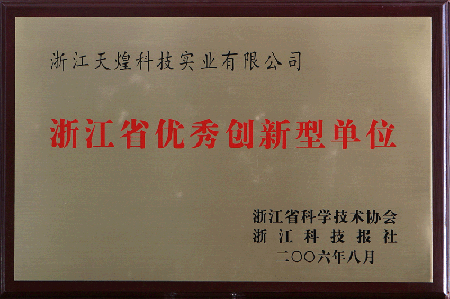 浙江天煌科技实业有限公司
浙江省优秀创新型单位
浙江省科学技术协会
浙江科技报社
二〇〇六年八月